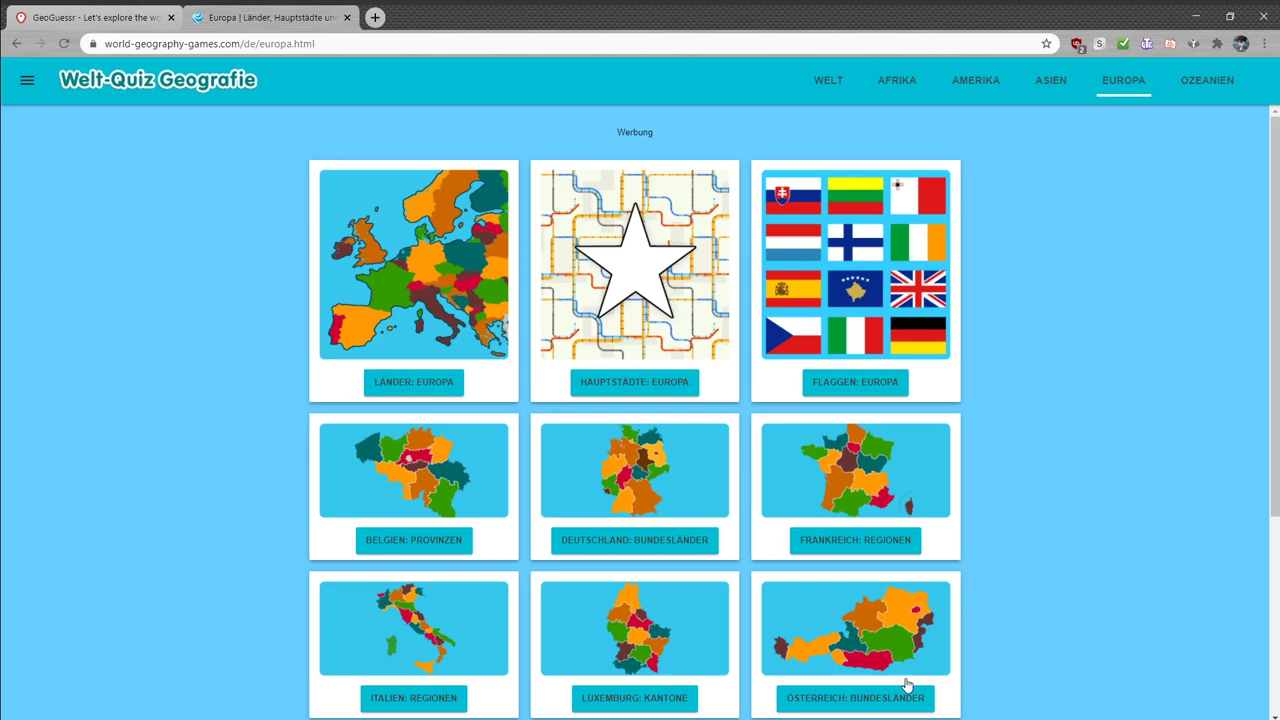 GeoGuessr - Let's explore the wo
Europa | Länder, Hauptstädte un
world-geography-games.com/de/europa.html
Welt-Quiz Geografie
WELT
AFRIKA
AMERIKA
ASIEN
EUROPA
OZEANIEN
Werbung
LÄNDER: EUROPA
HAUPTSTÄDTE: EUROPA
FLAGGEN: EUROPA
BELGIEN: PROVINZEN
DEUTSCHLAND: BUNDESLÄNDER
FRANKREICH: REGIONEN
ITALIEN: REGIONEN
LUXEMBURG: KANTONE
ÖSTERREICH: BUNDESLÄNDER